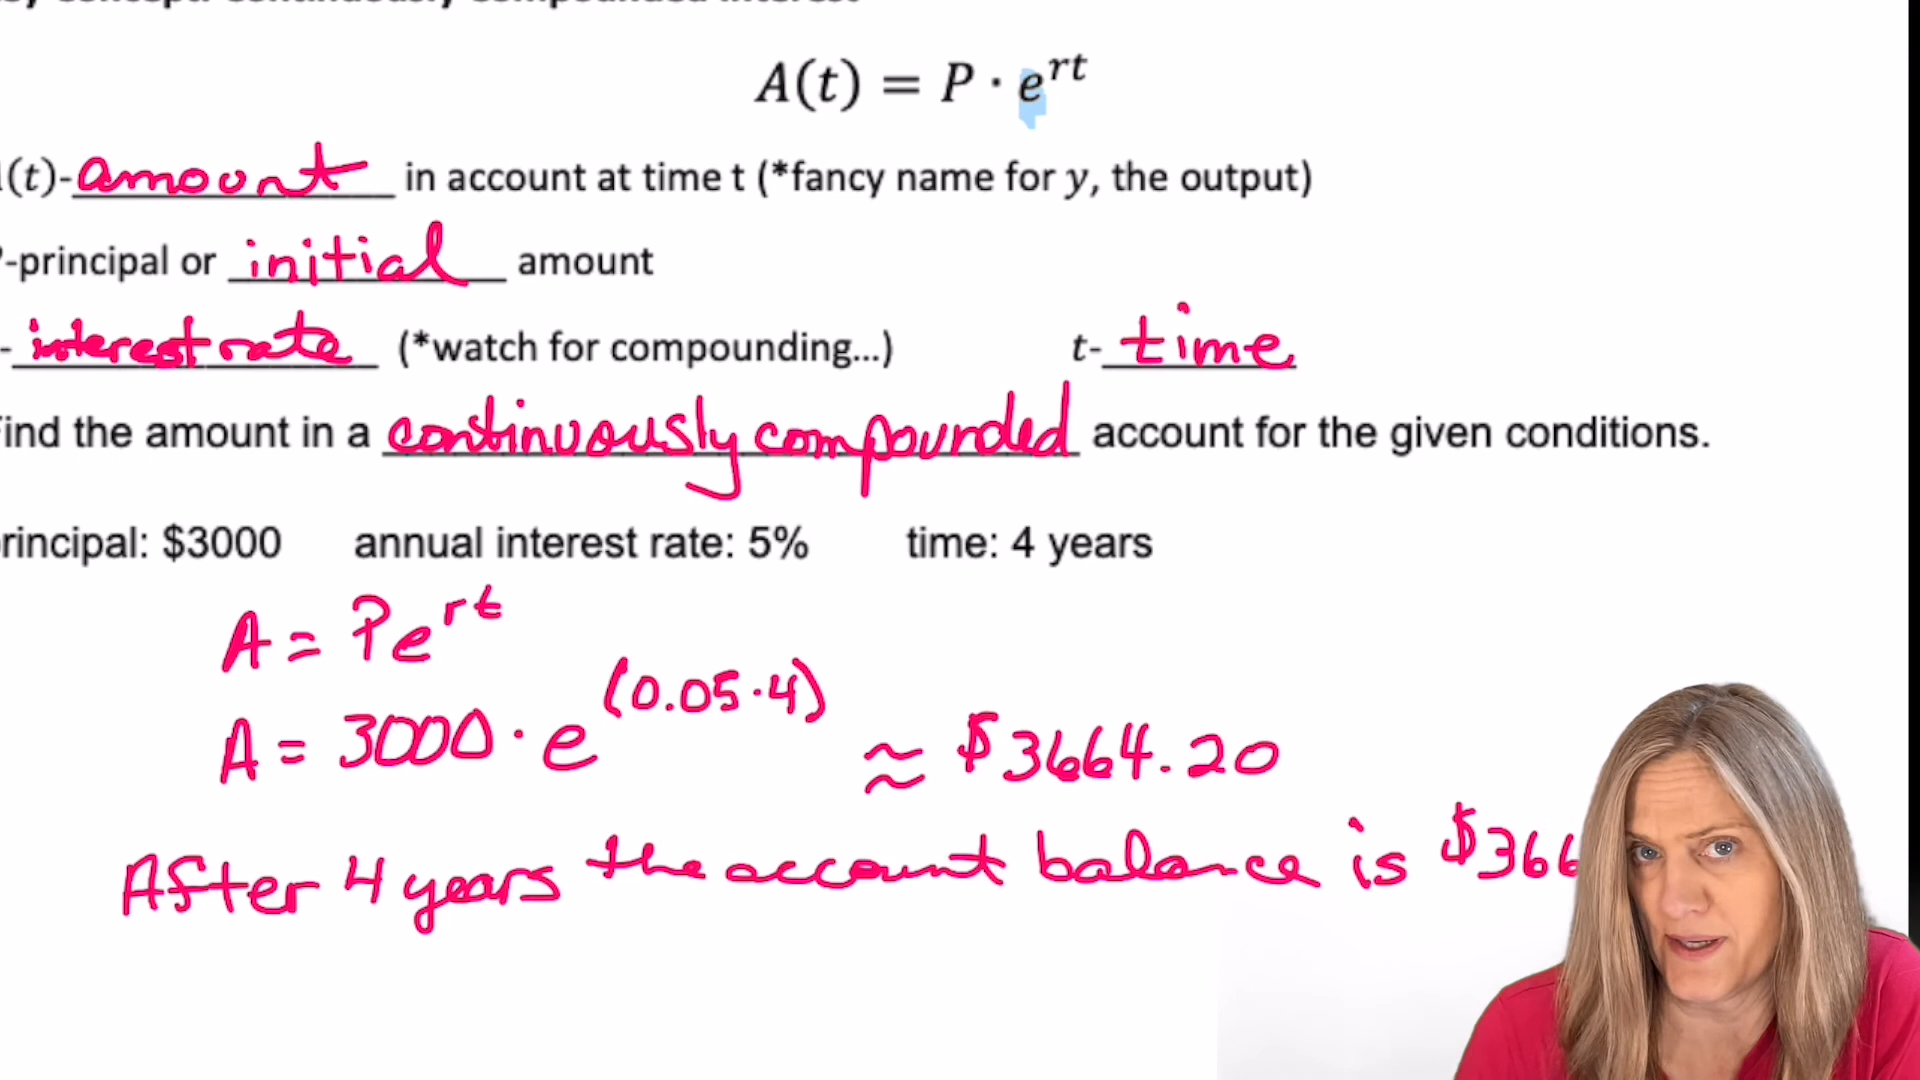 A(t) = P · e^rt
(t)-amount in account at time t (*fancy name for y, the output)
-principal or initial amount
-interest rate (*watch for compounding...) t- time
ind the amount in a continuously compounded account for the given conditions.
rincipal: $3000 annual interest rate: 5% time: 4 years
A = Pe^rt
A = 3000 · e^(0.05·4) ≈ $3664.20
After 4 years the account balance is $366